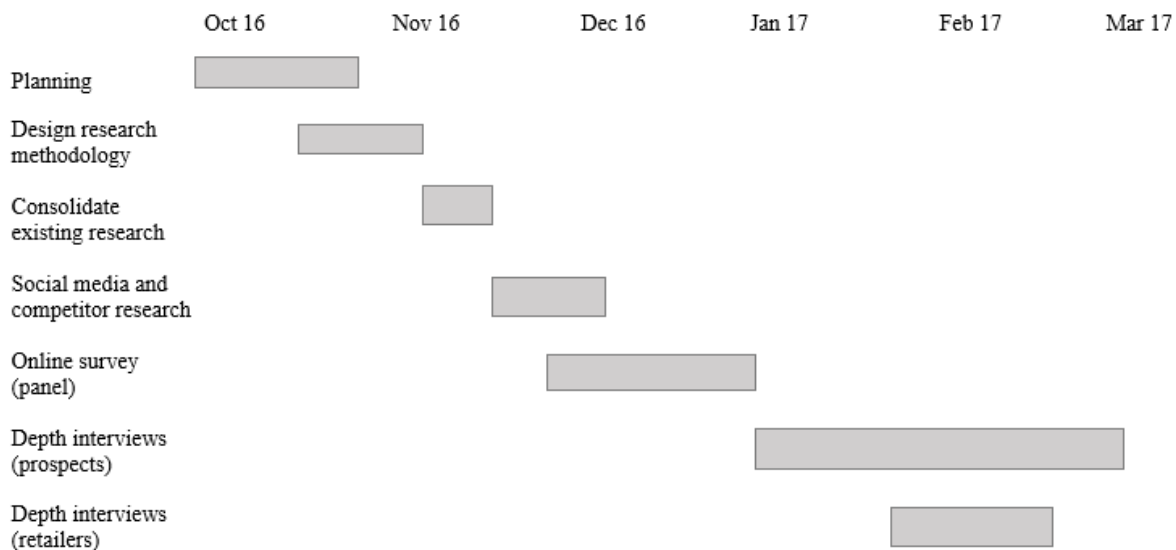 Oct 16 Nov 16 Dec 16 Jan 17 Feb 17 Mar 17
Planning
Design research
methodology
Consolidate
existing research
Social media and
competitor research
Online survey
(panel)
Depth interviews
(prospects)
Depth interviews
(retailers)